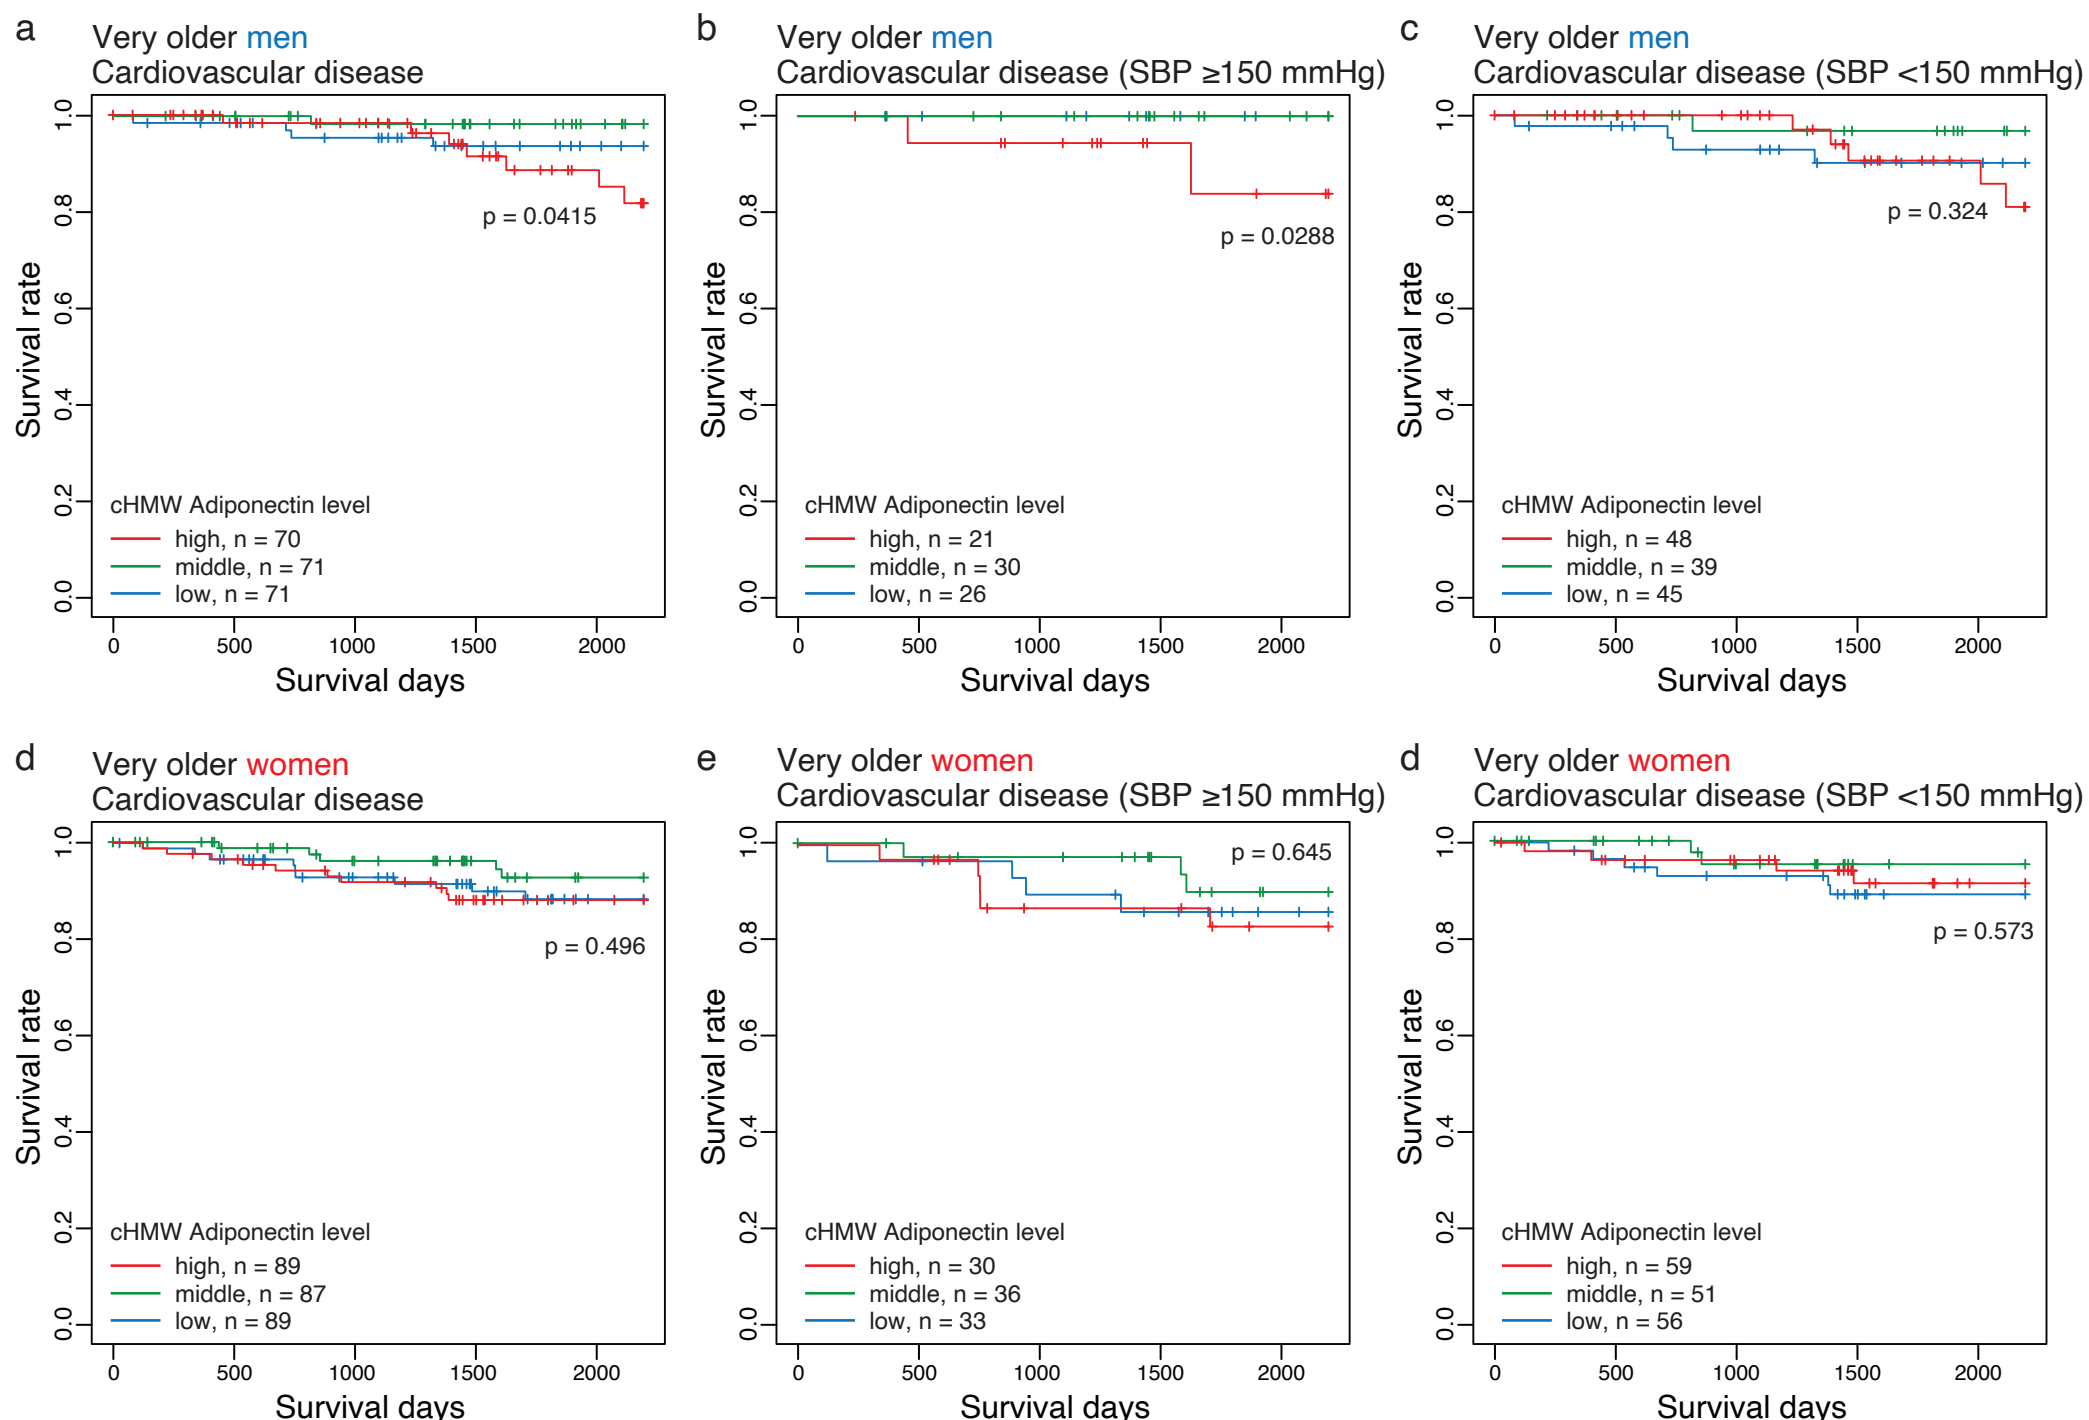 a
Very older men
Cardiovascular disease
1.0
0.8
0.6
0.4
0.2
0.0
Survival rate
p = 0.0415
cHMW Adiponectin level
high, n = 70
middle, n = 71
low, n = 71
0 500 1000 1500 2000
Survival days
b
Very older men
Cardiovascular disease (SBP ≥150 mmHg)
1.0
0.8
0.6
0.4
0.2
0.0
Survival rate
p = 0.0288
cHMW Adiponectin level
high, n = 21
middle, n = 30
low, n = 26
0 500 1000 1500 2000
Survival days
c
Very older men
Cardiovascular disease (SBP <150 mmHg)
1.0
0.8
0.6
0.4
0.2
0.0
Survival rate
p = 0.324
cHMW Adiponectin level
high, n = 48
middle, n = 39
low, n = 45
0 500 1000 1500 2000
Survival days
d
Very older women
Cardiovascular disease
1.0
0.8
0.6
0.4
0.2
0.0
Survival rate
p = 0.496
cHMW Adiponectin level
high, n = 89
middle, n = 87
low, n = 89
0 500 1000 1500 2000
Survival days
e
Very older women
Cardiovascular disease (SBP ≥150 mmHg)
1.0
0.8
0.6
0.4
0.2
0.0
Survival rate
p = 0.645
cHMW Adiponectin level
high, n = 30
middle, n = 36
low, n = 33
0 500 1000 1500 2000
Survival days
d
Very older women
Cardiovascular disease (SBP <150 mmHg)
1.0
0.8
0.6
0.4
0.2
0.0
Survival rate
p = 0.573
cHMW Adiponectin level
high, n = 59
middle, n = 51
low, n = 56
0 500 1000 1500 2000
Survival days